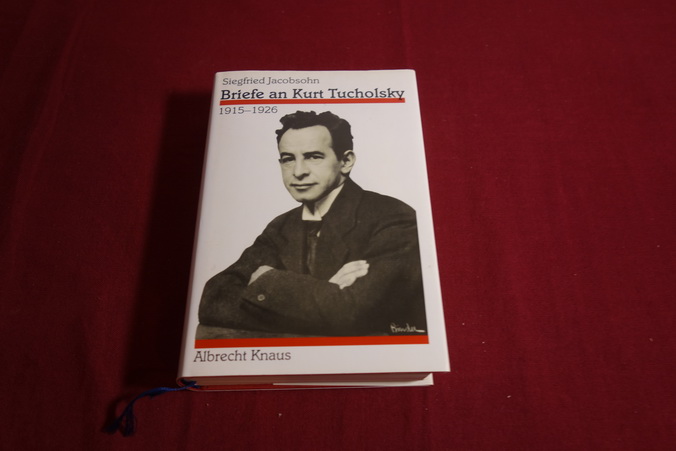 Siegfried Jacobsohn
Briefe an Kurt Tucholsky
1915–1926
Albrecht Knaus